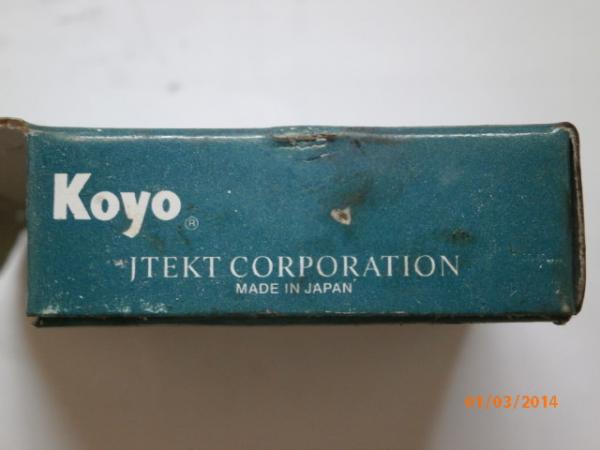 Koyo®
JTEKT CORPORATION
MADE IN JAPAN
01/03/2014